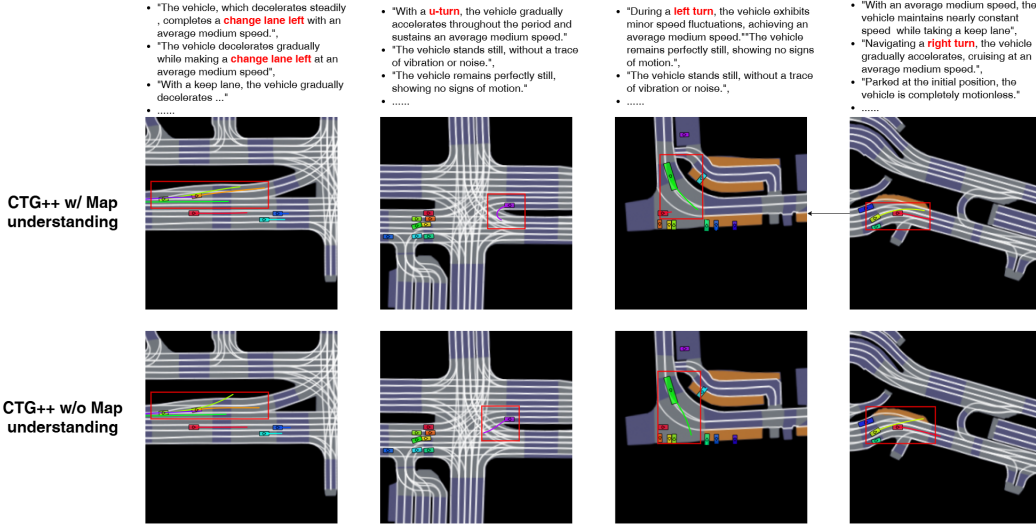 • "The vehicle, which decelerates steadily
, completes a change lane left with an
average medium speed.",
• "The vehicle decelerates gradually
while making a change lane left at an
average medium speed",
• "With a keep lane, the vehicle gradually
decelerates ..."
• ......
• "With a u-turn, the vehicle gradually
accelerates throughout the period and
sustains an average medium speed."
• "The vehicle stands still, without a trace
of vibration or noise.",
• "The vehicle remains perfectly still,
showing no signs of motion."
• ......
• "During a left turn, the vehicle exhibits
minor speed fluctuations, achieving an
average medium speed.""The vehicle
remains perfectly still, showing no signs
of motion.",
• "The vehicle stands still, without a trace
of vibration or noise.",
• ......
• "With an average medium speed, the
vehicle maintains nearly constant
speed while taking a keep lane",
• "Navigating a right turn, the vehicle
gradually accelerates, cruising at an
average medium speed.",
• "Parked at the initial position, the
vehicle is completely motionless."
• ......
CTG++ w/ Map
understanding
CTG++ w/o Map
understanding